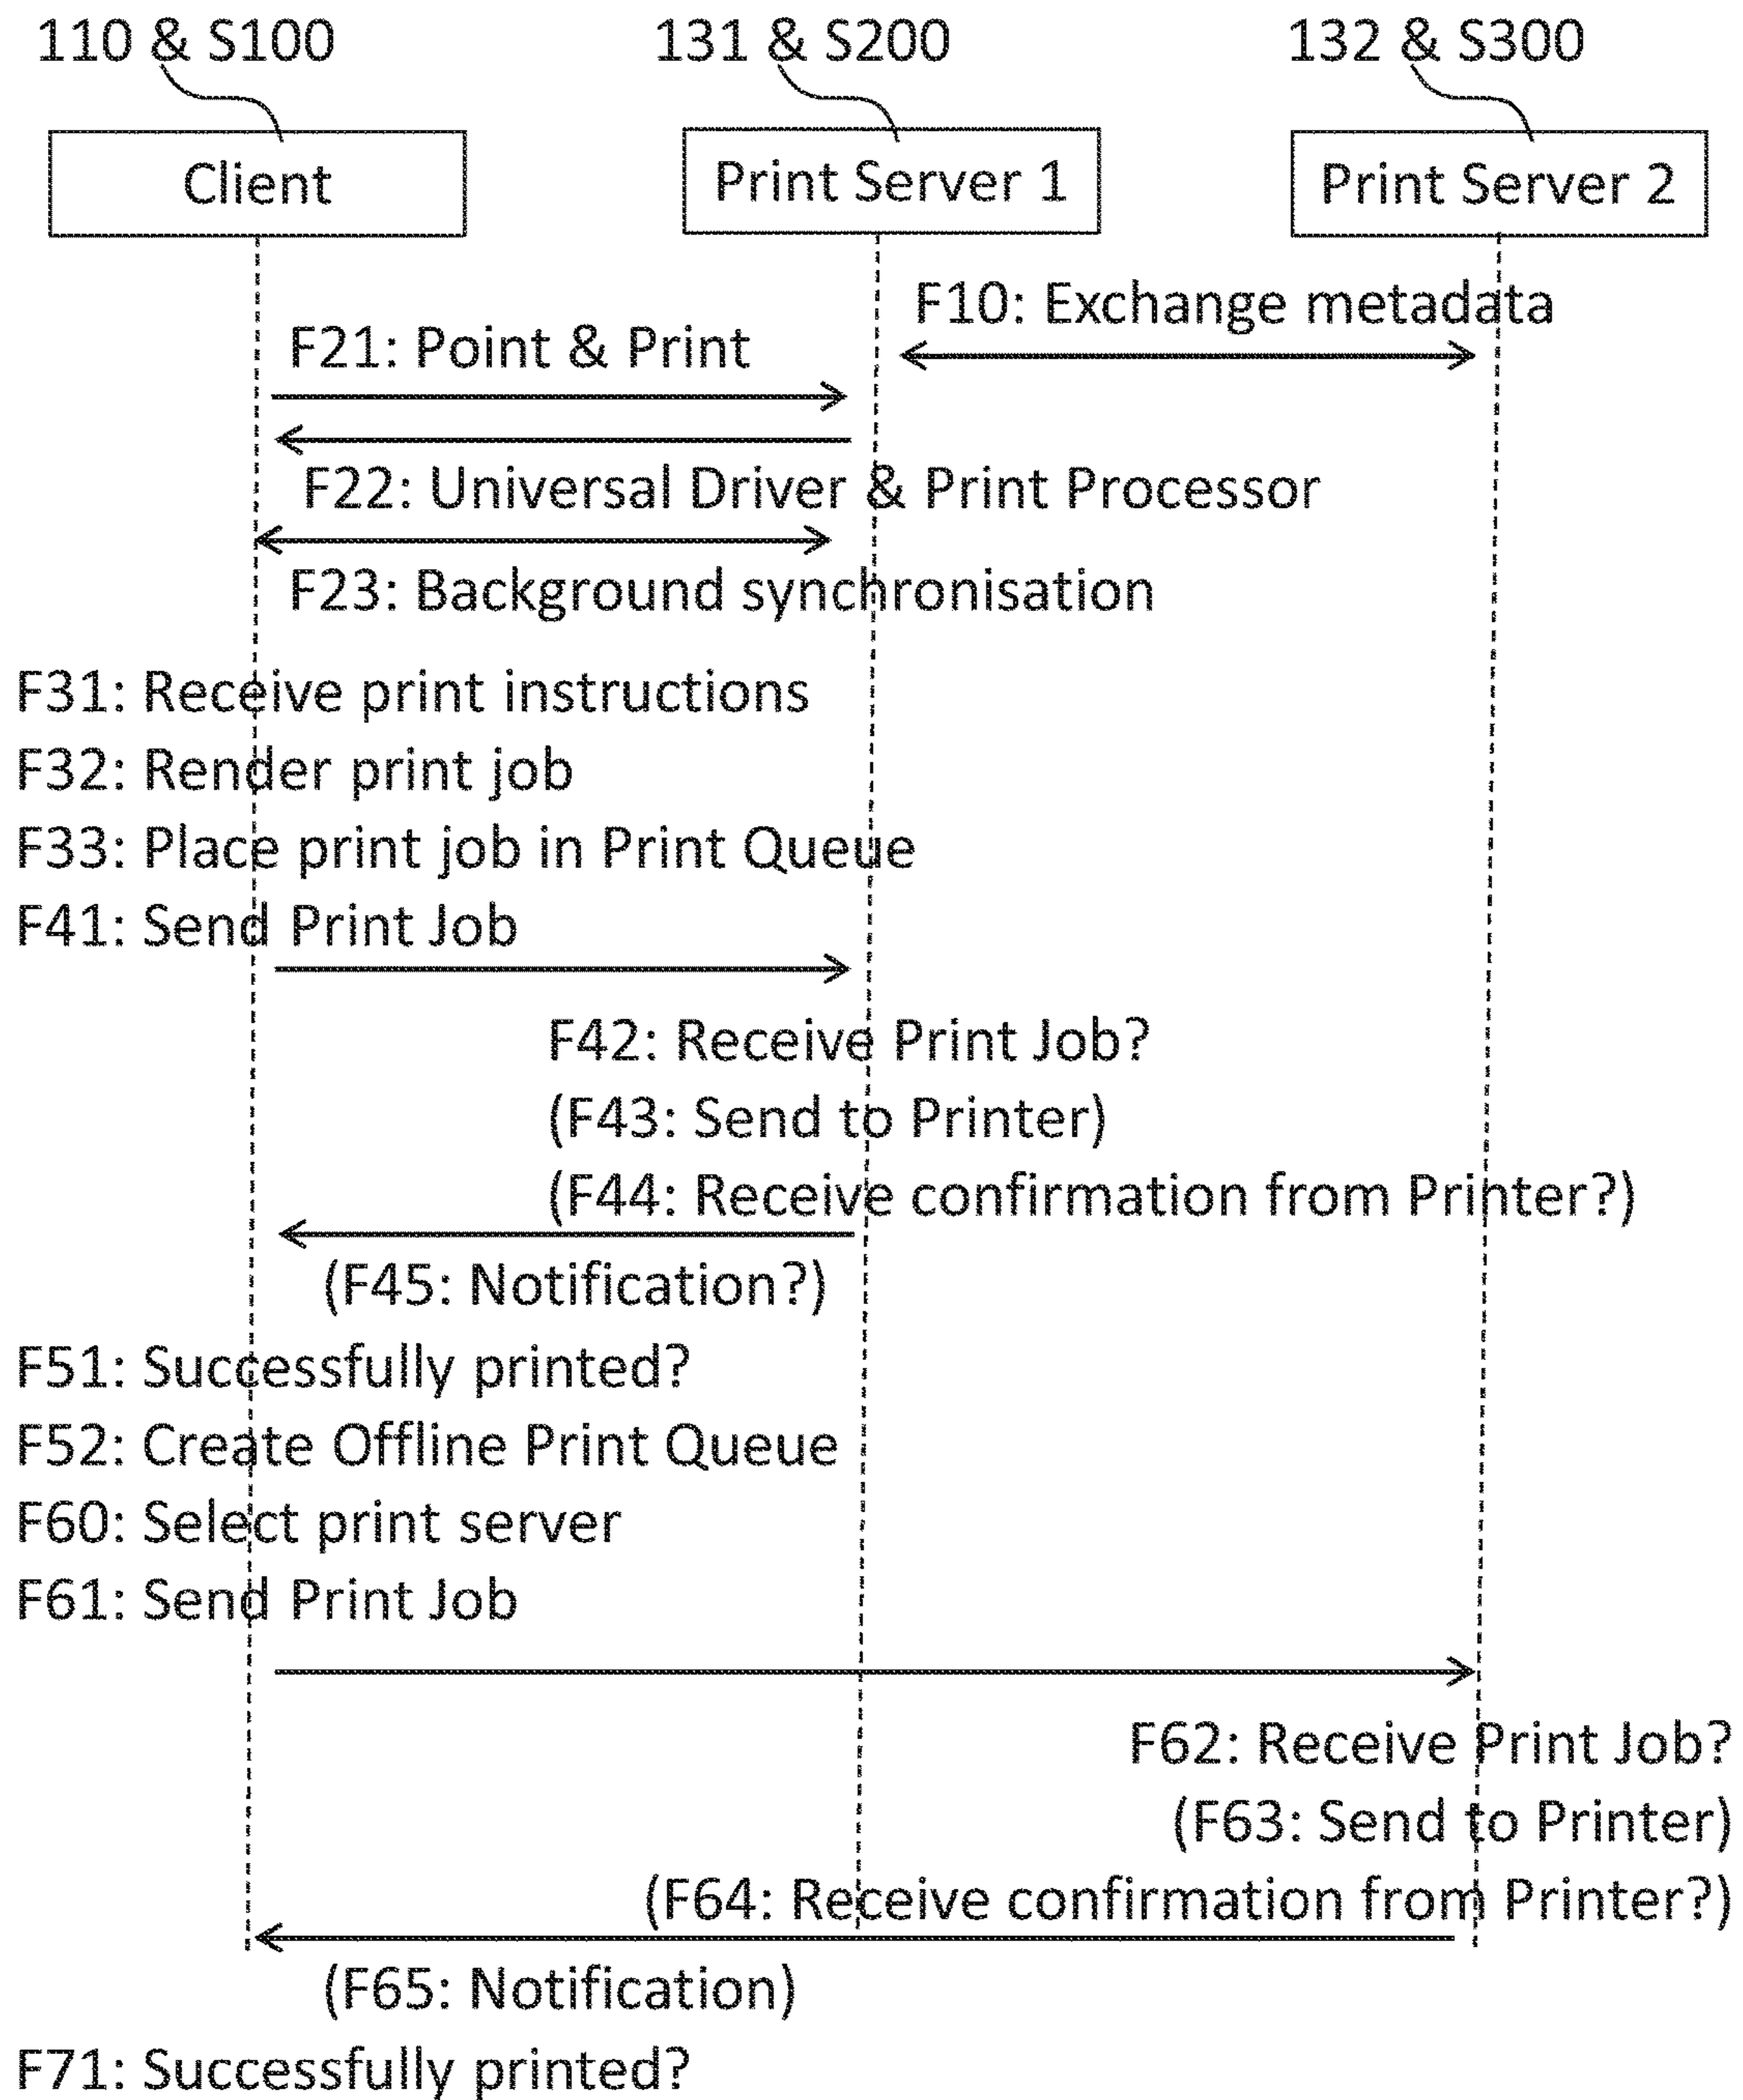 110 & S100
131 & S200
132 & S300
Client
Print Server 1
Print Server 2
F10: Exchange metadata
F21: Point & Print
F22: Universal Driver & Print Processor
F23: Background synchronisation
F31: Receive print instructions
F32: Render print job
F33: Place print job in Print Queue
F41: Send Print Job
F42: Receive Print Job?
(F43: Send to Printer)
(F44: Receive confirmation from Printer?)
(F45: Notification?)
F51: Successfully printed?
F52: Create Offline Print Queue
F60: Select print server
F61: Send Print Job
F62: Receive Print Job?
(F63: Send to Printer)
(F64: Receive confirmation from Printer?)
(F65: Notification)
F71: Successfully printed?